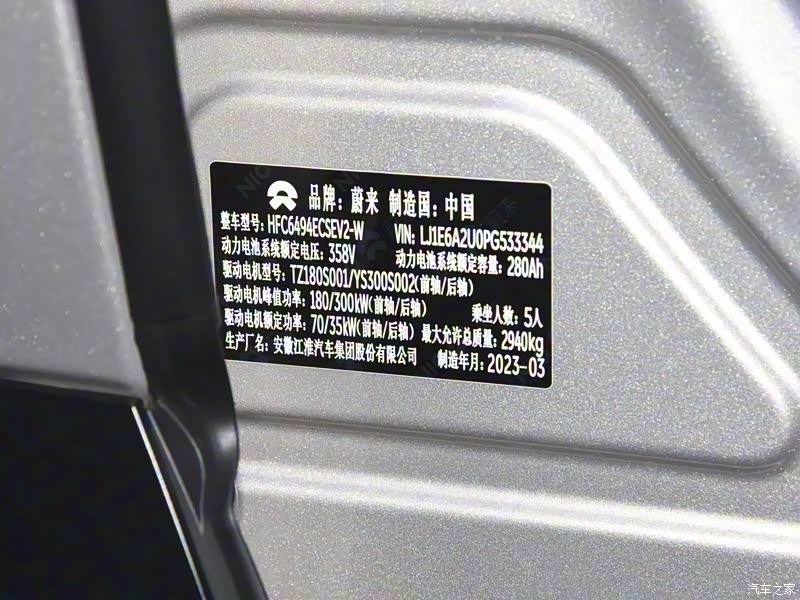 品牌：蔚来 制造国：中国
整车型号：HFC6494ECSEV2-W VIN：LJ1E6A2U0PG533344
动力电池系统额定电压：358V 动力电池系统额定容量：280Ah
驱动电机型号：TZ180S001/YS300S002(前轴/后轴)
驱动电机峰值功率：180/300kW(前轴/后轴) 乘坐人数：5人
驱动电机额定功率：70/35kW(前轴/后轴) 最大允许总质量：2940kg
生产厂名：安徽江淮汽车集团股份有限公司 制造年月：2023-03
汽车之家